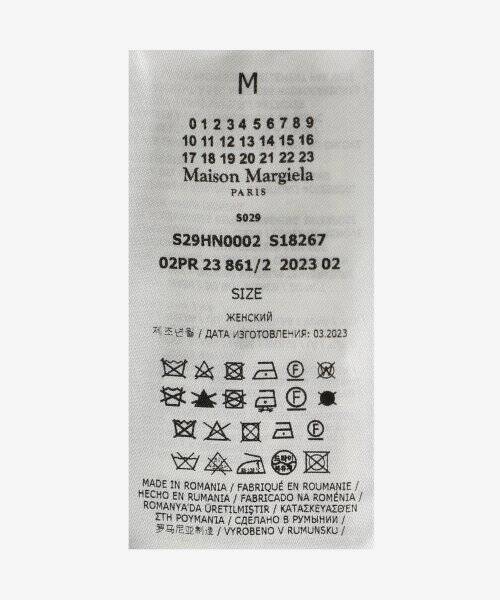 M
0 1 2 3 4 5 6 7 8 9
10 11 12 13 14 15 16
17 18 19 20 21 22 23
Maison Margiela
PARIS
S029
S29HN0002 S18267
02PR 23 861/2 2023 02
SIZE
ЖЕНСКИЙ
제조년월 / ДАТА ИЗГОТОВЛЕНИЯ: 03.2023
F
F
F
드라이
MADE IN ROMANIA / FABRIQUÉ EN ROUMANIE /
HECHO EN RUMANIA / FABRICADO NA ROMÉNIA /
ROMANYA'DA ÜRETILMIŞTIR / ΚΑΤΑΣΚΕΥΑΣΘΕΝ
ΣΤΗ ΡΟΥΜΑΝΙΑ / СДЕЛАНО В РУМЫНИИ /
罗马尼亚制造 / VYROBENO V RUMUNSKU /